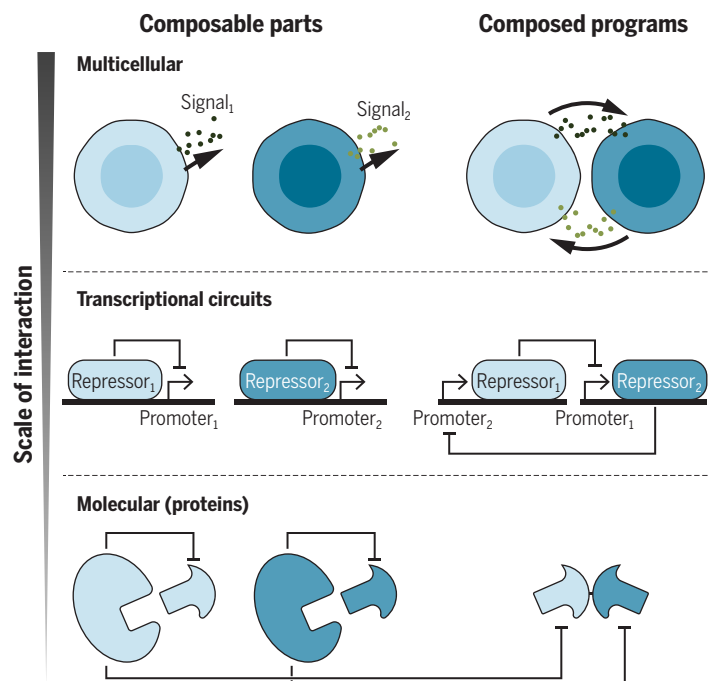 Composable parts
Composed programs
Scale of interaction
Multicellular
Signal₁
Signal₂
Transcriptional circuits
Repressor₁
Promoter₁
Repressor₂
Promoter₂
Repressor₁
Repressor₂
Promoter₂
Promoter₁
Molecular (proteins)